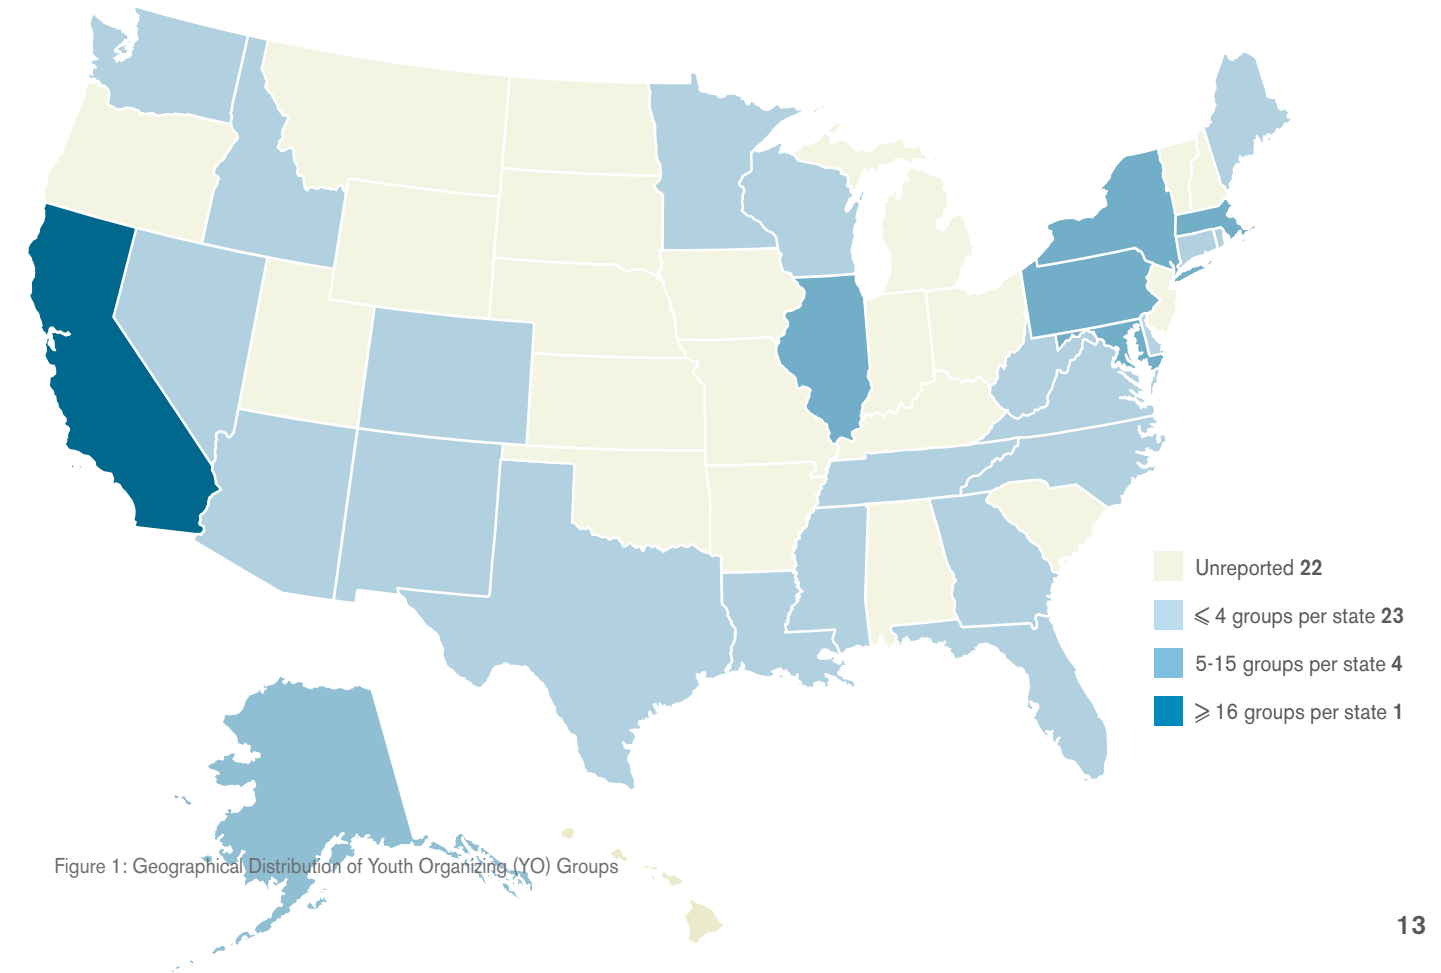 Unreported 22
⩽ 4 groups per state 23
5-15 groups per state 4
⩾ 16 groups per state 1
Figure 1: Geographical Distribution of Youth Organizing (YO) Groups
13